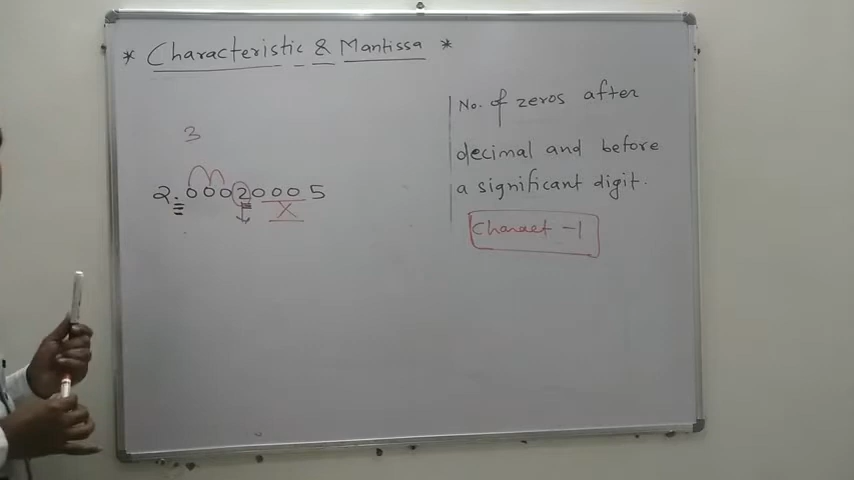 * Characteristic & Mantissa *
No. of zeros after
decimal and before
a significant digit.
Charact -1
3
2.00020005
X